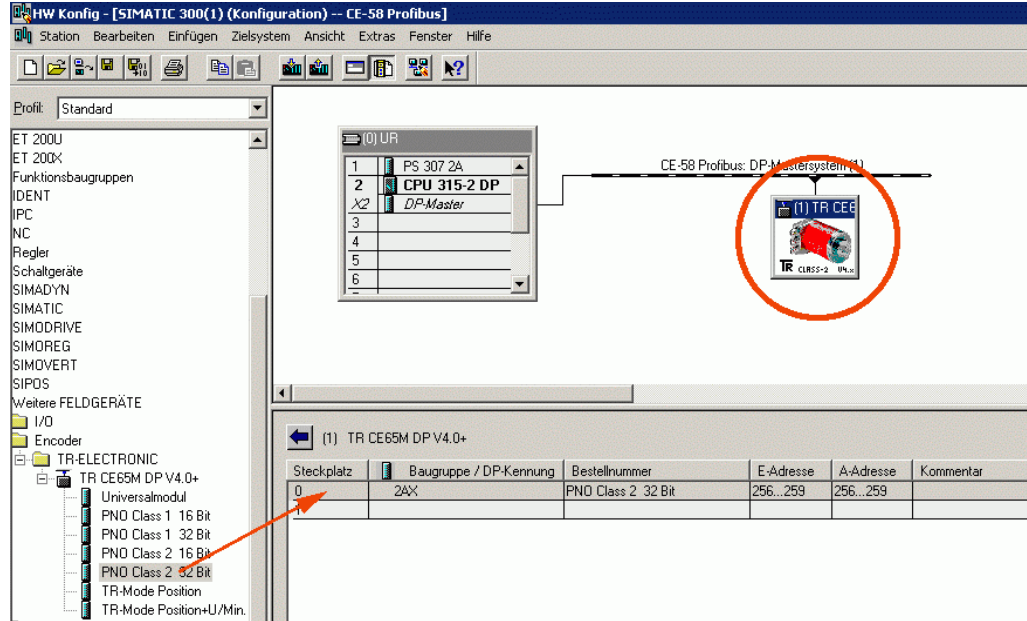 HW Konfig - [SIMATIC 300(1) (Konfiguration) -- CE-58 Profibus]
Station Bearbeiten Einfügen Zielsystem Ansicht Extras Fenster Hilfe
Profil: Standard
ET 200U
ET 200X
Funktionsbaugruppen
IDENT
IPC
NC
Regler
Schaltgeräte
SIMADYN
SIMATIC
SIMODRIVE
SIMOREG
SIMOVERT
SIPOS
Weitere FELDGERÄTE
I/O
Encoder
TR-ELECTRONIC
TR CE65M DP V4.0+
Universalmodul
PNO Class 1 16 Bit
PNO Class 1 32 Bit
PNO Class 2 16 Bit
PNO Class 2 32 Bit
TR-Mode Position
TR-Mode Position+U/Min.
(0) UR
1 PS 307 2A
2 CPU 315-2 DP
X2 DP-Master
3
4
5
6
CE-58 Profibus: DP-Mastersystem (1)
(1) TR CE6
TR CLASS-2 V4.x
(1) TR CE65M DP V4.0+
Steckplatz Baugruppe / DP-Kennung Bestellnummer E-Adresse A-Adresse Kommentar
0 2AX PNO Class 2 32 Bit 256...259 256...259
1